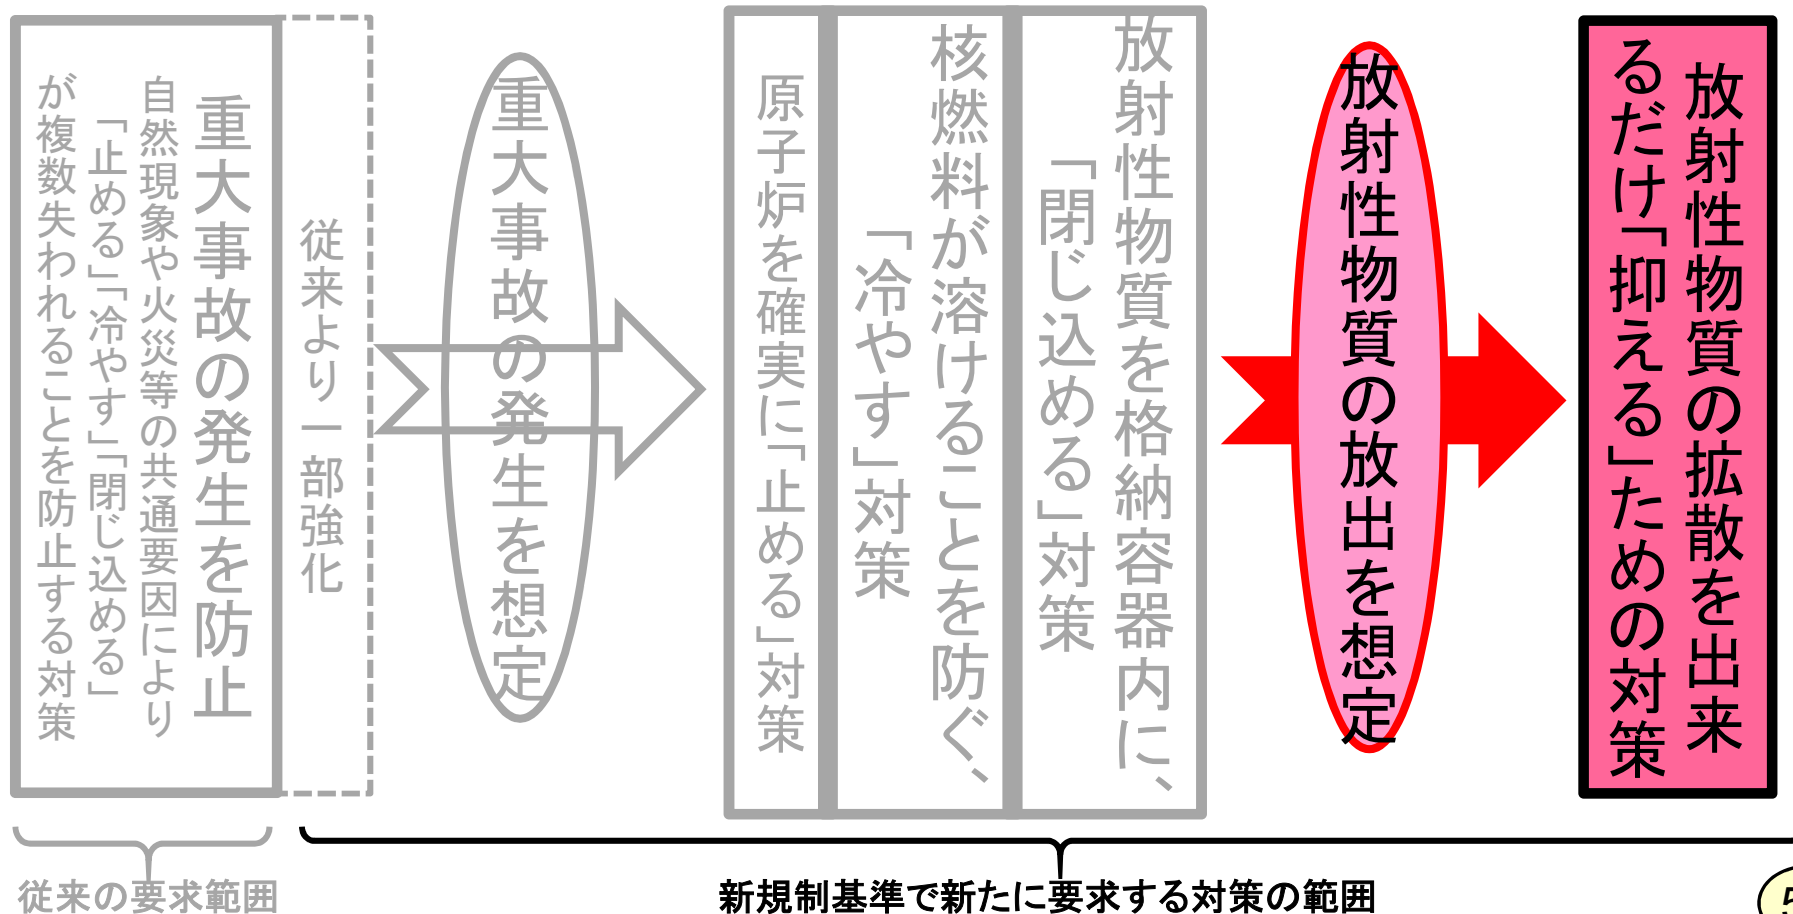 重大事故の発生を防止
自然現象や火災等の共通要因により
「止める」「冷やす」「閉じ込める」
が複数失われることを防止する対策
従来より一部強化
重大事故の発生を想定
原子炉を確実に「止める」対策
核燃料が溶けることを防ぐ、
「冷やす」対策
放射性物質を格納容器内に、
「閉じ込める」対策
放射性物質の放出を想定
放射性物質の拡散を出来
るだけ「抑える」ための対策
従来の要求範囲
新規制基準で新たに要求する対策の範囲